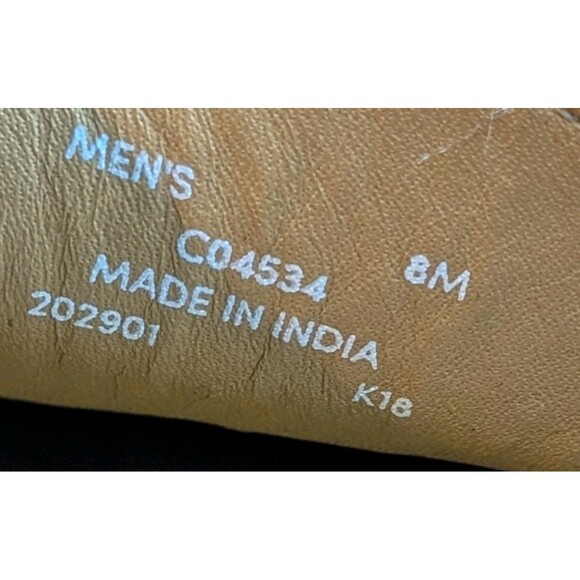 MEN'S
C04534 8M
MADE IN INDIA
202901
K18